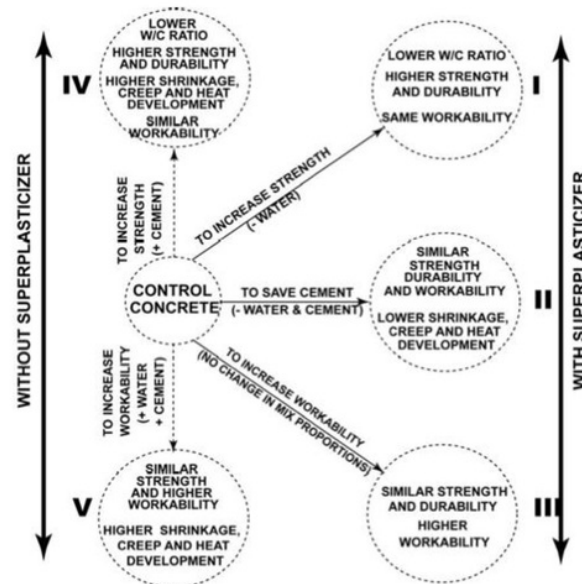 WITHOUT SUPERPLASTICIZER
IV
LOWER
W/C RATIO
HIGHER STRENGTH AND
DURABILITY
HIGHER SHRINKAGE,
CREEP AND HEAT
DEVELOPMENT
SIMILAR
WORKABILITY
I
LOWER W/C RATIO
HIGHER STRENGTH
AND DURABILITY
SAME WORKABILITY
TO INCREASE
STRENGTH
(+ CEMENT)
TO INCREASE STRENGTH
(- WATER)
CONTROL
CONCRETE
TO SAVE CEMENT
(- WATER & CEMENT)
SIMILAR
STRENGTH
DURABILITY
AND WORKABILITY
LOWER SHRINKAGE,
CREEP AND HEAT
DEVELOPMENT
II
TO INCREASE
WORKABILITY
(+ WATER
+ CEMENT)
TO INCREASE WORKABILITY
(NO CHANGE IN MIX PROPORTIONS)
V
SIMILAR
STRENGTH
AND HIGHER
WORKABILITY
HIGHER SHRINKAGE,
CREEP AND HEAT
DEVELOPMENT
SIMILAR STRENGTH
AND DURABILITY
HIGHER
WORKABILITY
III
WITH SUPERPLASTICIZER